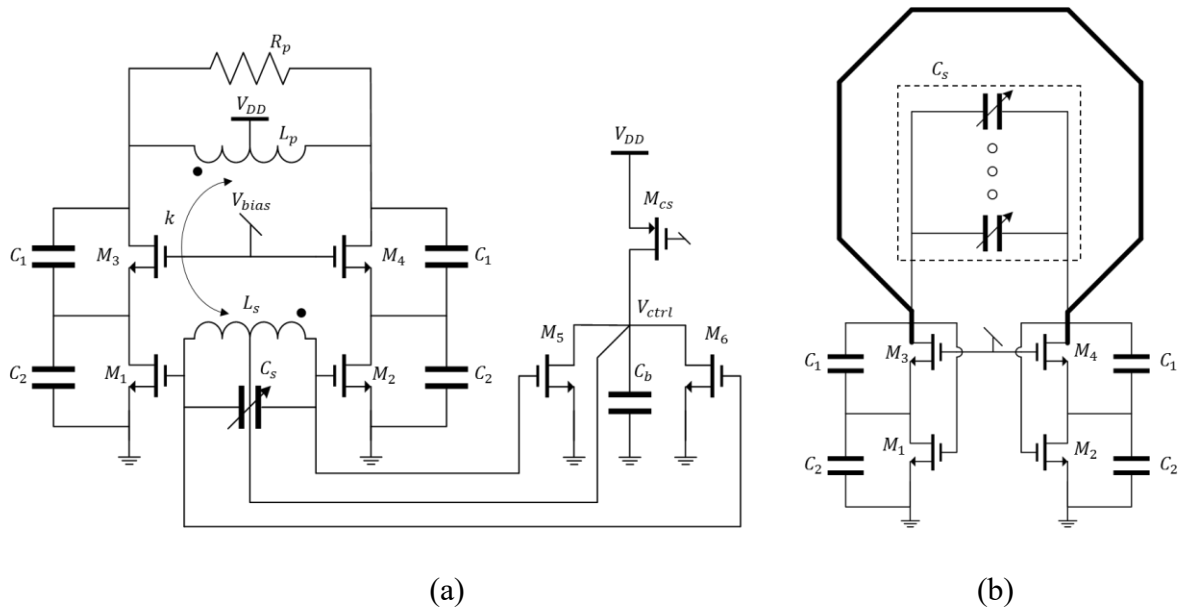 R_p
V_DD
L_p
V_bias
k
C_1
M_3
M_4
C_1
L_s
C_2
M_1
C_s
M_2
C_2
V_DD
M_cs
V_ctrl
M_5
M_6
C_b
(a)
C_s
C_1
M_3
M_4
C_1
C_2
M_1
M_2
C_2
(b)